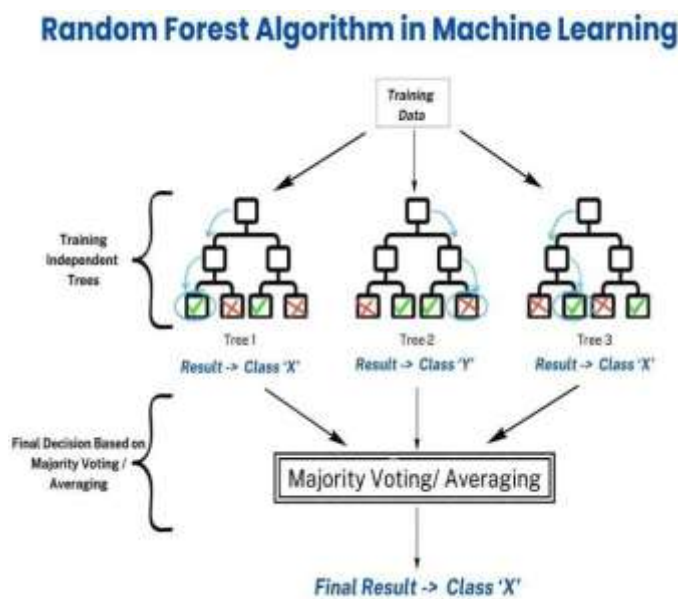 Random Forest Algorithm in Machine Learning
Training
Data
Training
Independent
Trees
Tree 1
Tree 2
Tree 3
Result -> Class 'X'
Result -> Class 'Y'
Result -> Class 'X'
Final Decision Based on
Majority Voting /
Averaging
Majority Voting/ Averaging
Final Result -> Class 'X'